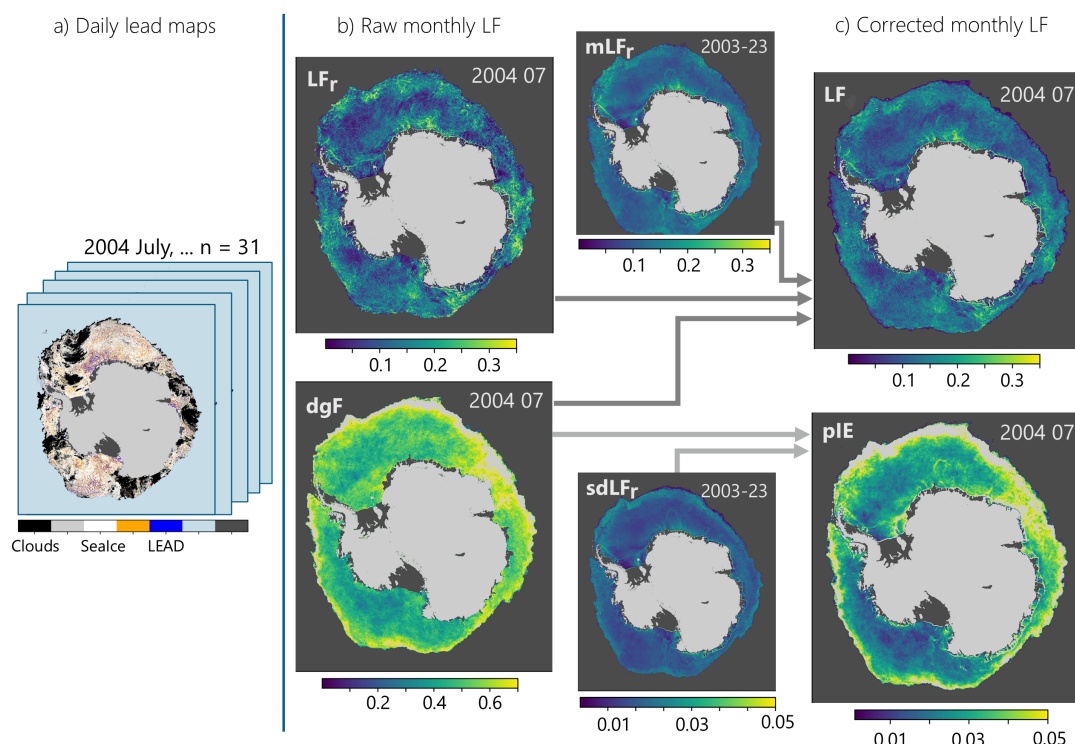 a) Daily lead maps
b) Raw monthly LF
c) Corrected monthly LF
2004 July, ... n = 31
Clouds SeaIce LEAD
LFr 2004 07
0.1 0.2 0.3
mLFr 2003-23
0.1 0.2 0.3
LF 2004 07
0.1 0.2 0.3
dgF 2004 07
0.2 0.4 0.6
sdLFr 2003-23
0.01 0.03 0.05
plE 2004 07
0.01 0.03 0.05